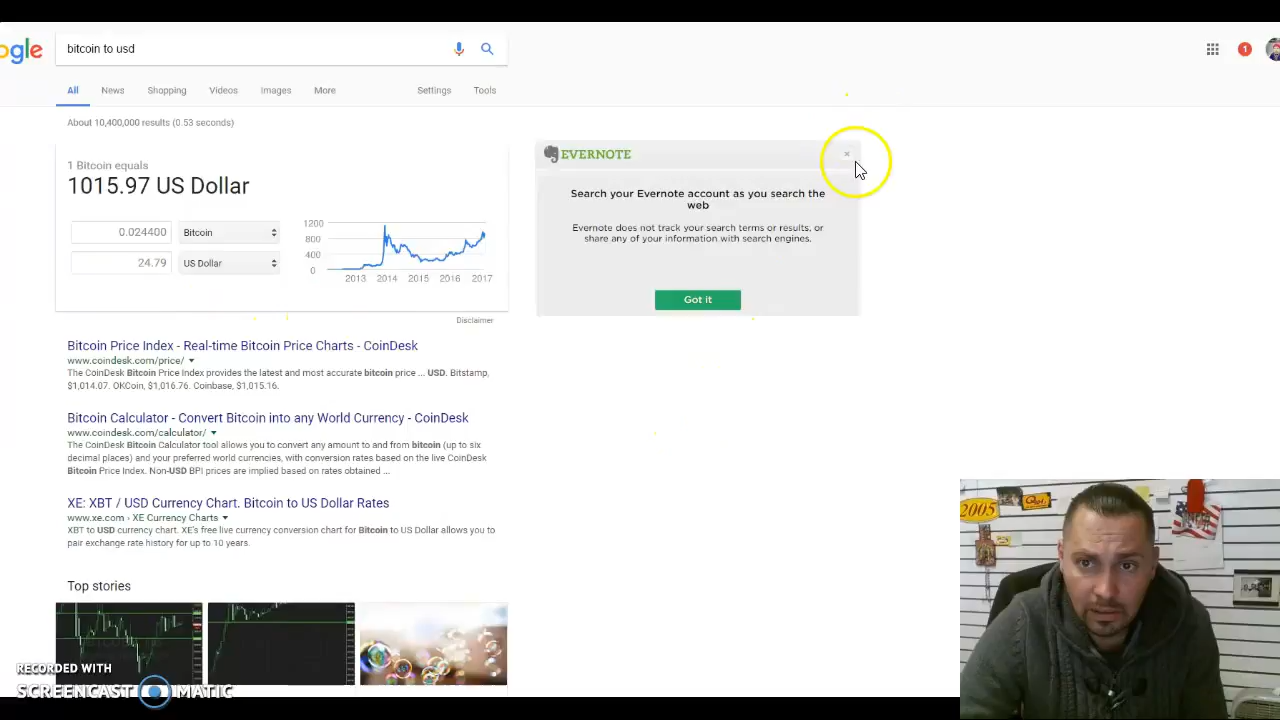 ogle
bitcoin to usd
1
All News Shopping Videos Images More Settings Tools
About 10,400,000 results (0.53 seconds)
1 Bitcoin equals
1015.97 US Dollar
0.024400 Bitcoin
24.79 US Dollar
1200
800
400
0
2013 2014 2015 2016 2017
Disclaimer
EVERNOTE
×
Search your Evernote account as you search the
web
Evernote does not track your search terms or results, or
share any of your information with search engines.
Got it
Bitcoin Price Index - Real-time Bitcoin Price Charts - CoinDesk
www.coindesk.com/price/
The CoinDesk Bitcoin Price Index provides the latest and most accurate bitcoin price ... USD. Bitstamp,
$1,014.07. OKCoin, $1,016.76. Coinbase, $1,015.16.
Bitcoin Calculator - Convert Bitcoin into any World Currency - CoinDesk
www.coindesk.com/calculator/
The CoinDesk Bitcoin Calculator tool allows you to convert any amount to and from bitcoin (up to six
decimal places) and your preferred world currencies, with conversion rates based on the live CoinDesk
Bitcoin Price Index. Non-USD BPI prices are implied based on rates obtained ...
XE: XBT / USD Currency Chart. Bitcoin to US Dollar Rates
www.xe.com › XE Currency Charts
XBT to USD currency chart. XE's free live currency conversion chart for Bitcoin to US Dollar allows you to
pair exchange rate history for up to 10 years.
Top stories
2005
RECORDED WITH
SCREENCAST MATIC